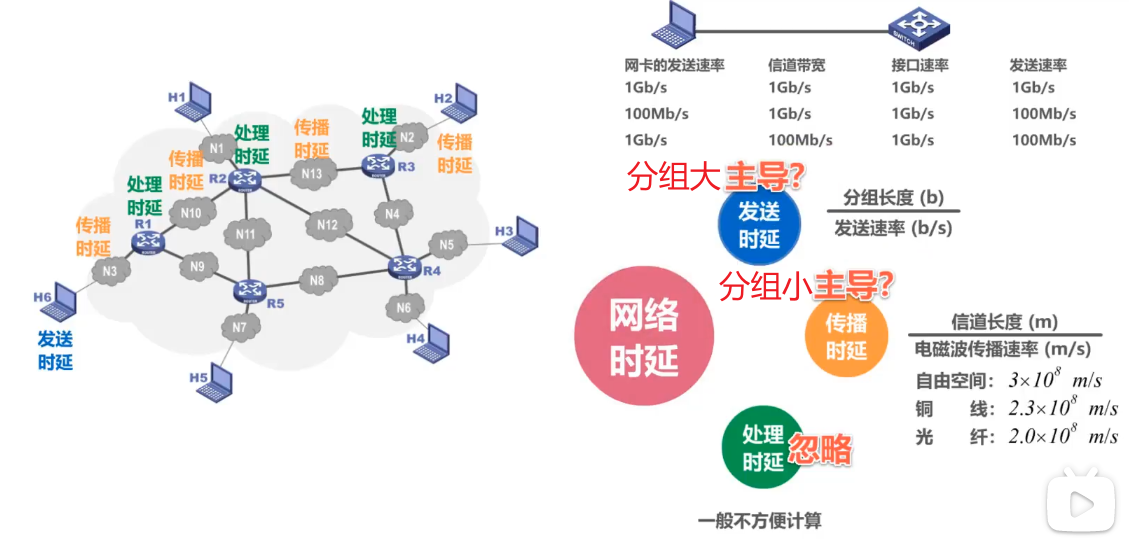 H1
H2
处理
时延
传播
时延
处理
时延
N1
N2
传播
时延
传播
时延
R2
N13
R3
处理
时延
传播
时延
R1
N10
N4
N11
N12
N5
H3
N3
N9
N8
R4
H6
R5
N6
发送
时延
N7
H4
H5
SWITCH
网卡的发送速率 信道带宽 接口速率 发送速率
1Gb/s 1Gb/s 1Gb/s 1Gb/s
100Mb/s 1Gb/s 1Gb/s 100Mb/s
1Gb/s 100Mb/s 1Gb/s 100Mb/s
分组大 主导?
发送
时延
分组长度 (b)
发送速率 (b/s)
分组小 主导?
网络
时延
传播
时延
信道长度 (m)
电磁波传播速率 (m/s)
自由空间: 3×10⁸ m/s
铜 线: 2.3×10⁸ m/s
光 纤: 2.0×10⁸ m/s
处理
时延
忽略
一般不方便计算